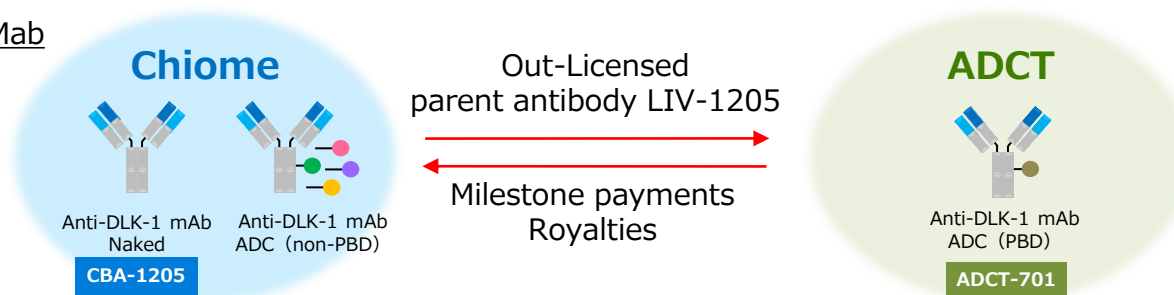 Mab
Chiome
Anti-DLK-1 mAb
Naked
CBA-1205
Anti-DLK-1 mAb
ADC（non-PBD）
Out-Licensed
parent antibody LIV-1205
Milestone payments
Royalties
ADCT
Anti-DLK-1 mAb
ADC（PBD）
ADCT-701